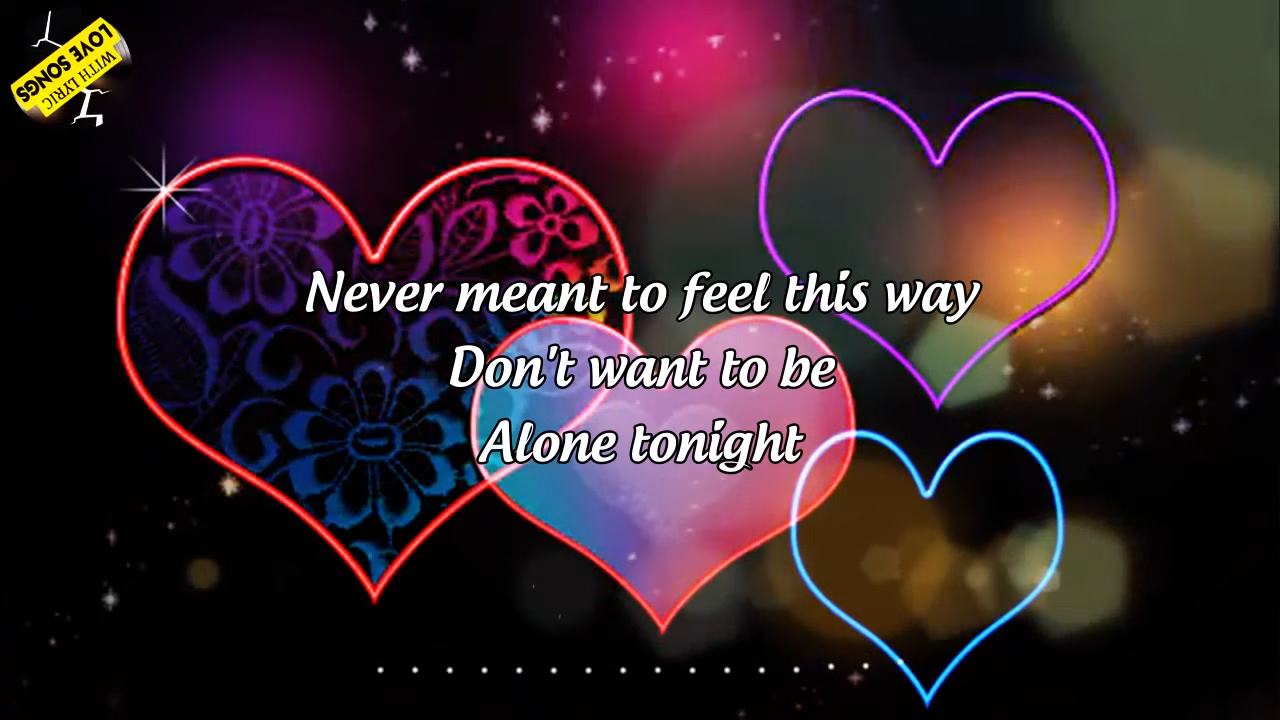 LOVE SONGS
WITH LYRIC
Never meant to feel this way
Don't want to be
Alone tonight